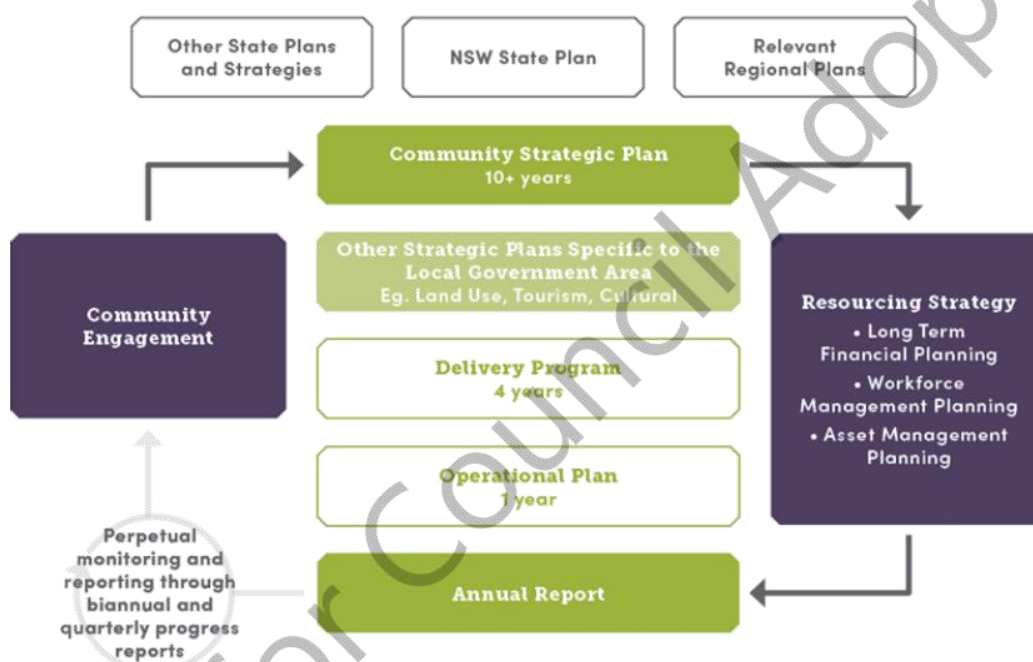 Other State Plans
and Strategies
NSW State Plan
Relevant
Regional Plans
Community Strategic Plan
10+ years
Other Strategic Plans Specific to the
Local Government Area
Eg. Land Use, Tourism, Cultural
Community
Engagement
Resourcing Strategy
• Long Term
Financial Planning
• Workforce
Management Planning
• Asset Management
Planning
Delivery Program
4 years
Operational Plan
1 year
Perpetual
monitoring and
reporting through
biannual and
quarterly progress
reports
Annual Report
for Council Adop